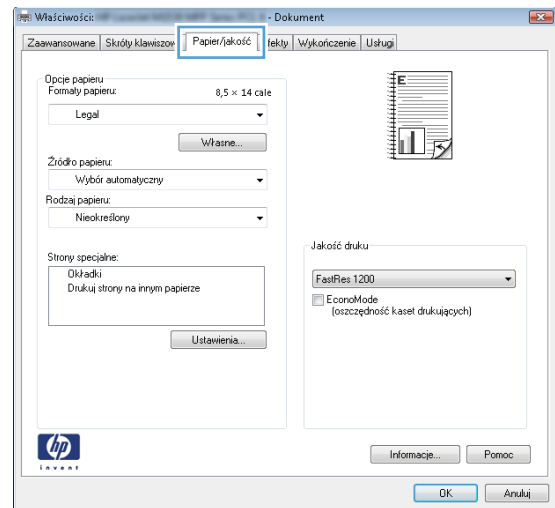 Właściwości: - Dokument
Zaawansowane Skróty klawiszow Papier/jakość fekty Wykończenie Usługi
Opcje papieru
Formaty papieru: 8,5 × 14 cale
Legal
Własne...
Źródło papieru:
Wybór automatyczny
Rodzaj papieru:
Nieokreślony
Strony specjalne:
Okładki
Drukuj strony na innym papierze
Ustawienia...
E
Jakość druku
FastRes 1200
EconoMode
(oszczędność kaset drukujących)
hp
invent
Informacje... Pomoc
OK Anuluj